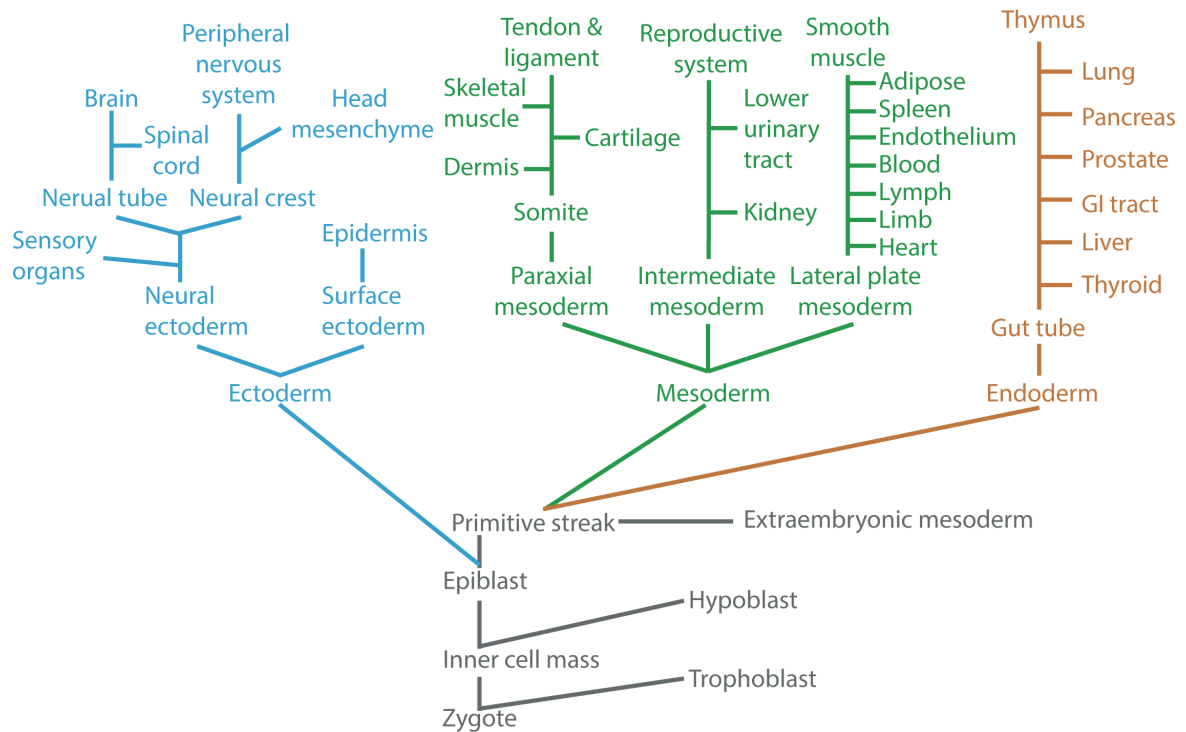 Peripheral
nervous
system
Brain
Head
mesenchyme
Spinal
cord
Nerual tube
Neural crest
Sensory
organs
Epidermis
Neural
ectoderm
Surface
ectoderm
Ectoderm
Tendon &
ligament
Skeletal
muscle
Cartilage
Dermis
Somite
Paraxial
mesoderm
Reproductive
system
Lower
urinary
tract
Kidney
Intermediate
mesoderm
Smooth
muscle
Adipose
Spleen
Endothelium
Blood
Lymph
Limb
Heart
Lateral plate
mesoderm
Mesoderm
Thymus
Lung
Pancreas
Prostate
GI tract
Liver
Thyroid
Gut tube
Endoderm
Primitive streak
Extraembryonic mesoderm
Epiblast
Hypoblast
Inner cell mass
Trophoblast
Zygote